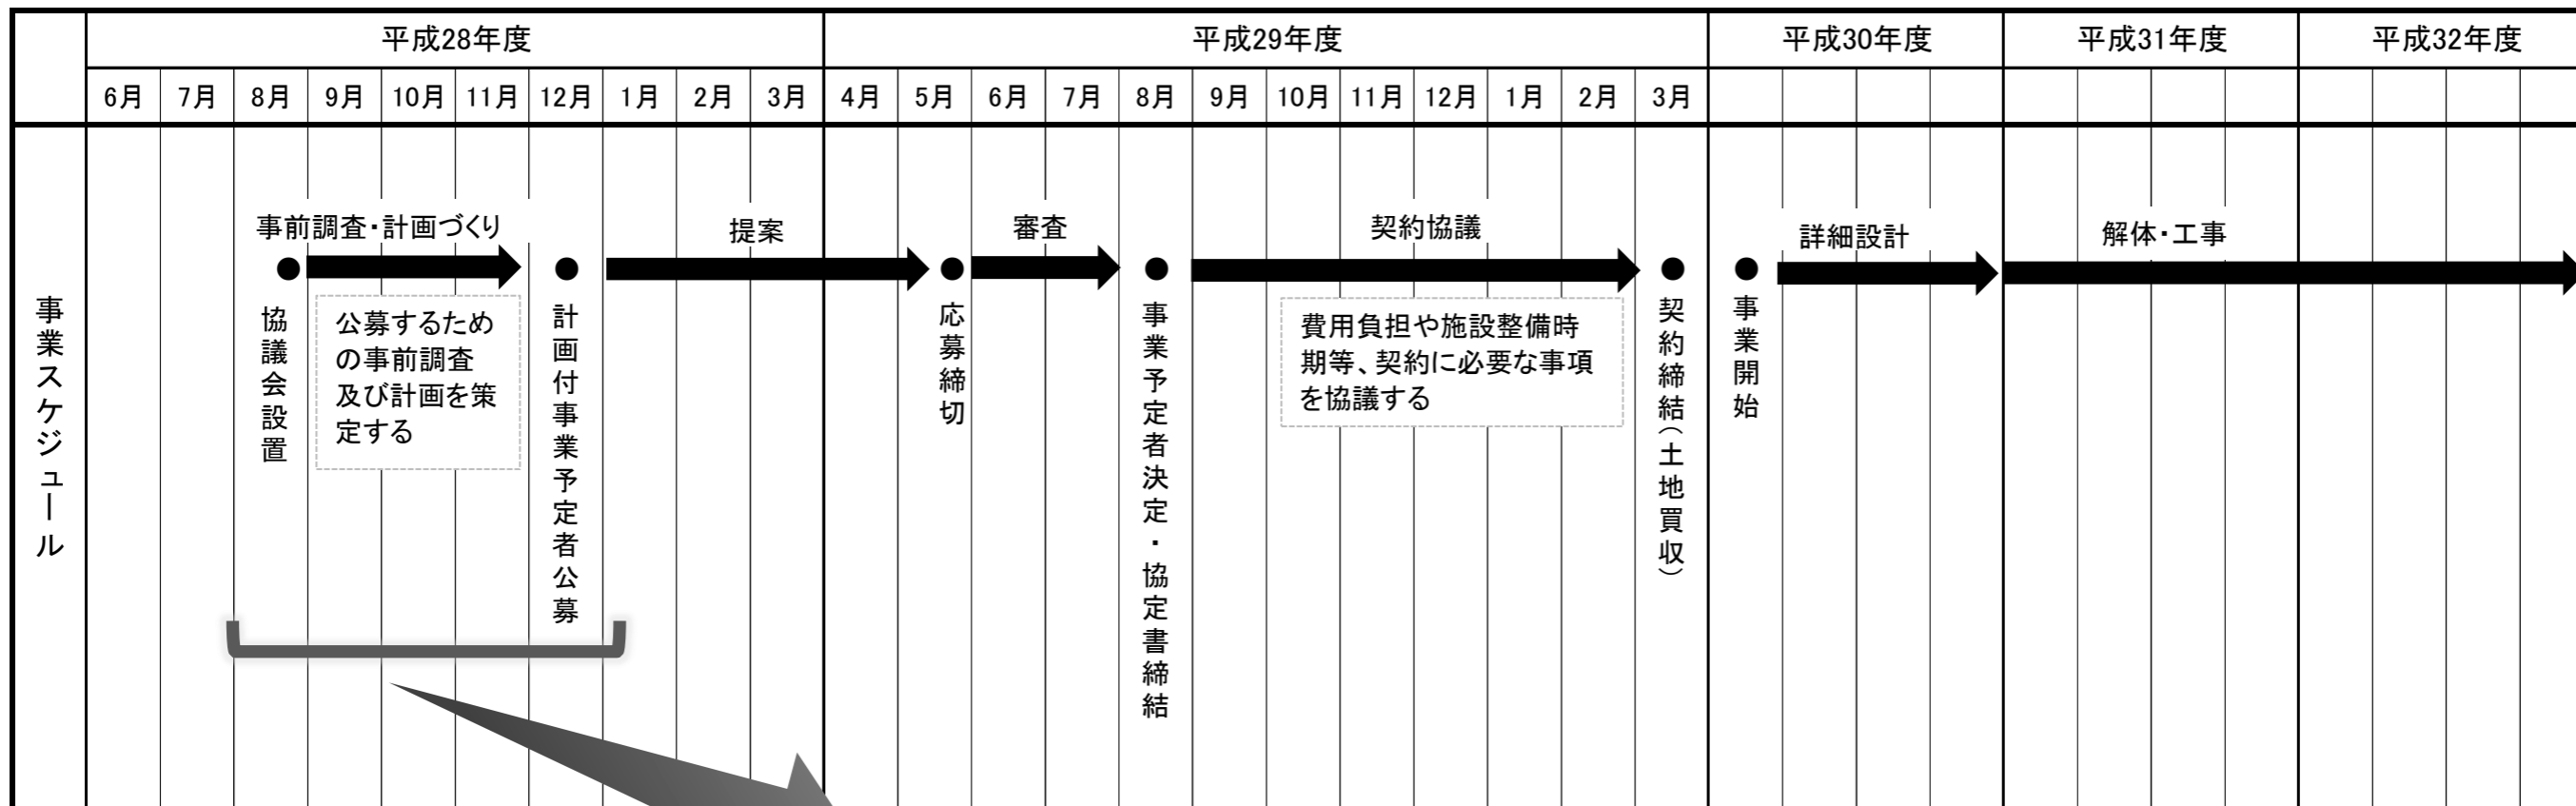 平成28年度
平成29年度
平成30年度
平成31年度
平成32年度
6月
7月
8月
9月
10月
11月
12月
1月
2月
3月
4月
5月
6月
7月
8月
9月
10月
11月
12月
1月
2月
3月
事業スケジュール
事前調査・計画づくり
提案
審査
契約協議
詳細設計
解体・工事
協議会設置
公募するため
の事前調査
及び計画を策
定する
計画付事業予定者公募
応募締切
事業予定者決定・協定書締結
費用負担や施設整備時
期等、契約に必要な事項
を協議する
契約締結（土地買収）
事業開始